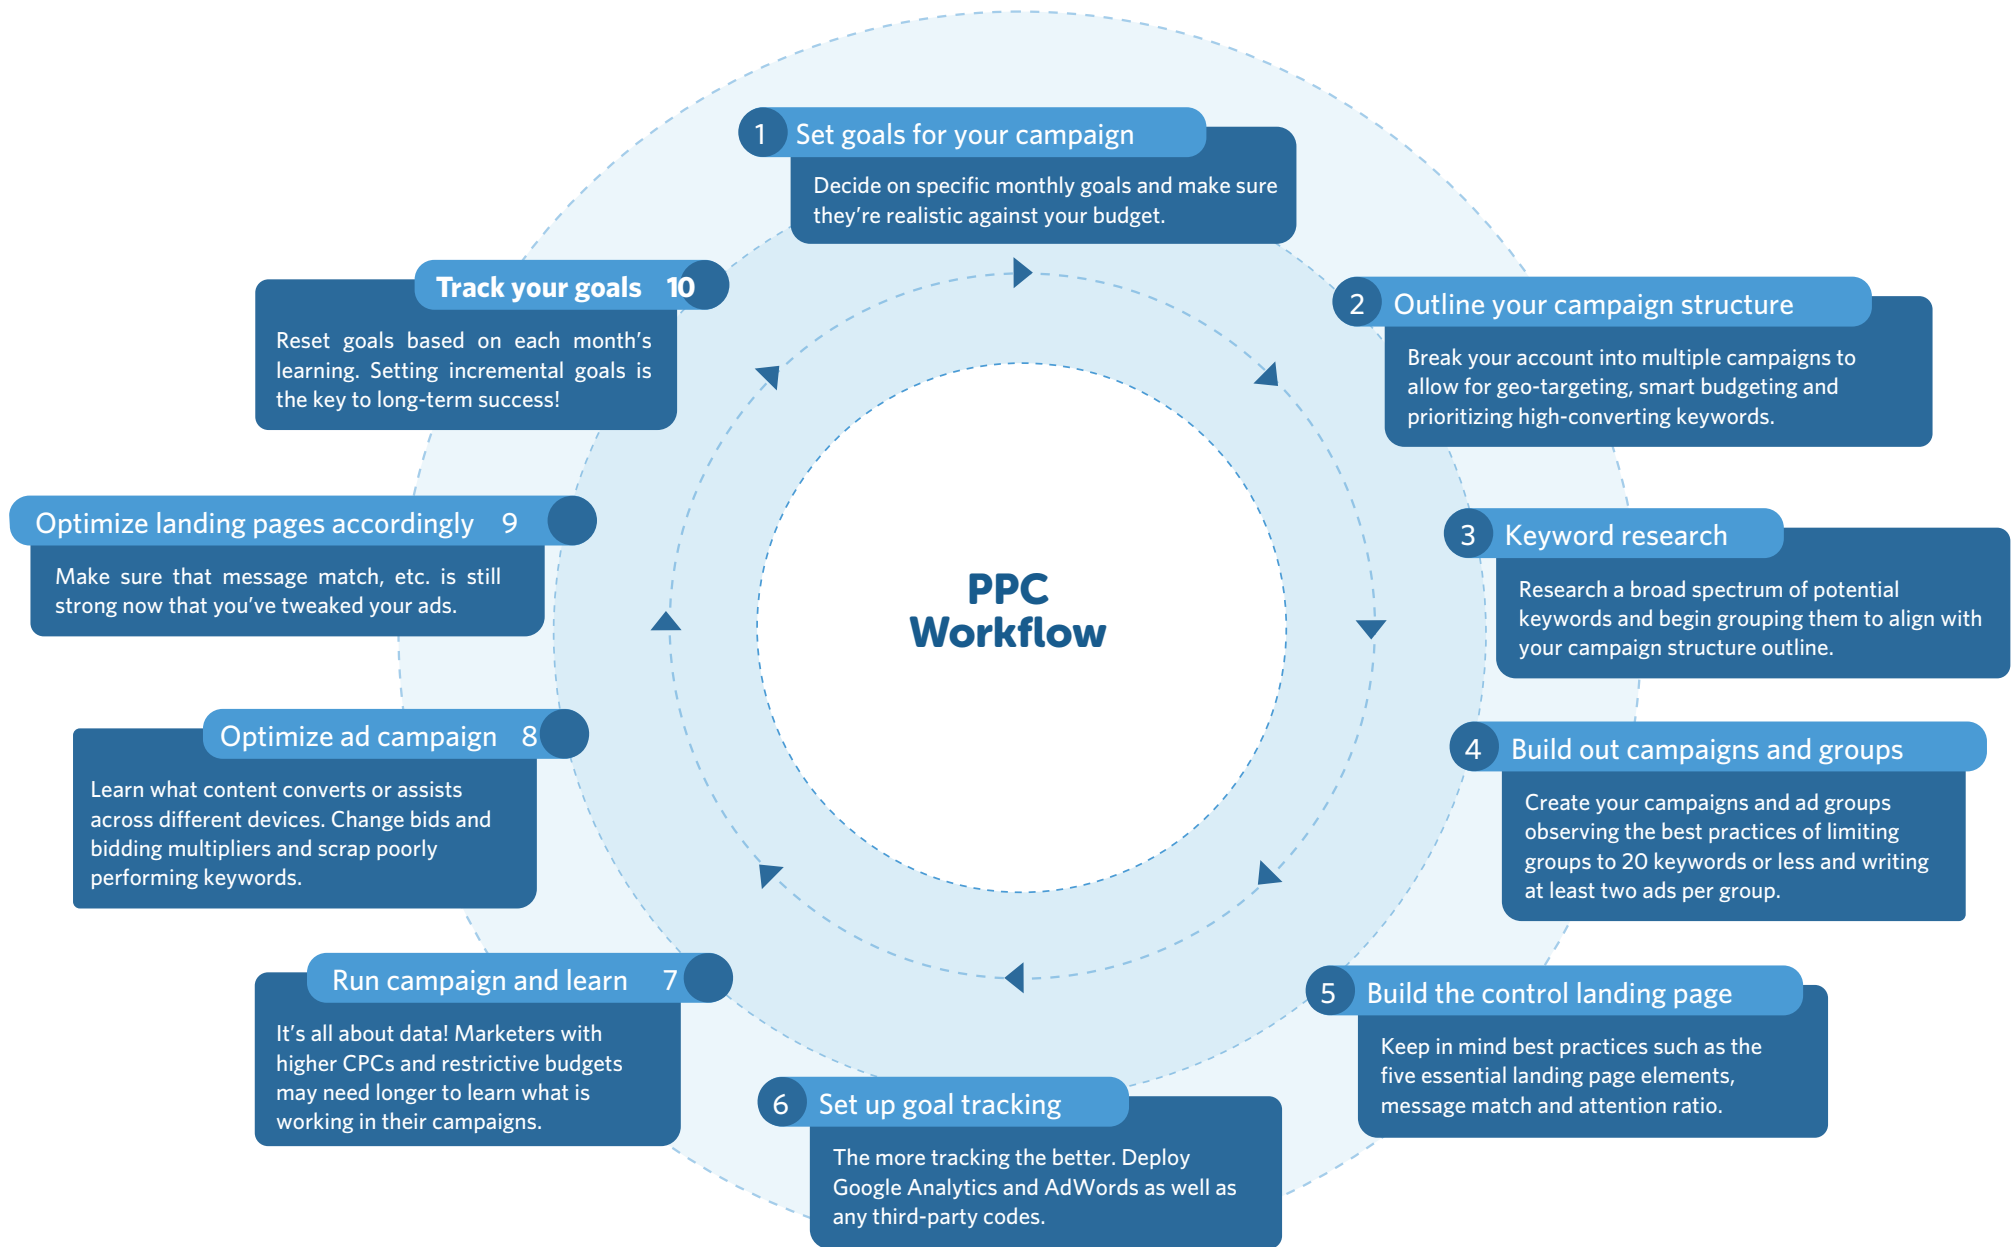 1 Set goals for your campaign
Decide on specific monthly goals and make sure
they're realistic against your budget.
2 Outline your campaign structure
Break your account into multiple campaigns to
allow for geo-targeting, smart budgeting and
prioritizing high-converting keywords.
3 Keyword research
Research a broad spectrum of potential
keywords and begin grouping them to align with
your campaign structure outline.
4 Build out campaigns and groups
Create your campaigns and ad groups
observing the best practices of limiting
groups to 20 keywords or less and writing
at least two ads per group.
5 Build the control landing page
Keep in mind best practices such as the
five essential landing page elements,
message match and attention ratio.
6 Set up goal tracking
The more tracking the better. Deploy
Google Analytics and AdWords as well as
any third-party codes.
Run campaign and learn 7
It's all about data! Marketers with
higher CPCs and restrictive budgets
may need longer to learn what is
working in their campaigns.
Optimize ad campaign 8
Learn what content converts or assists
across different devices. Change bids and
bidding multipliers and scrap poorly
performing keywords.
Optimize landing pages accordingly 9
Make sure that message match, etc. is still
strong now that you've tweaked your ads.
Track your goals 10
Reset goals based on each month's
learning. Setting incremental goals is
the key to long-term success!
PPC
Workflow